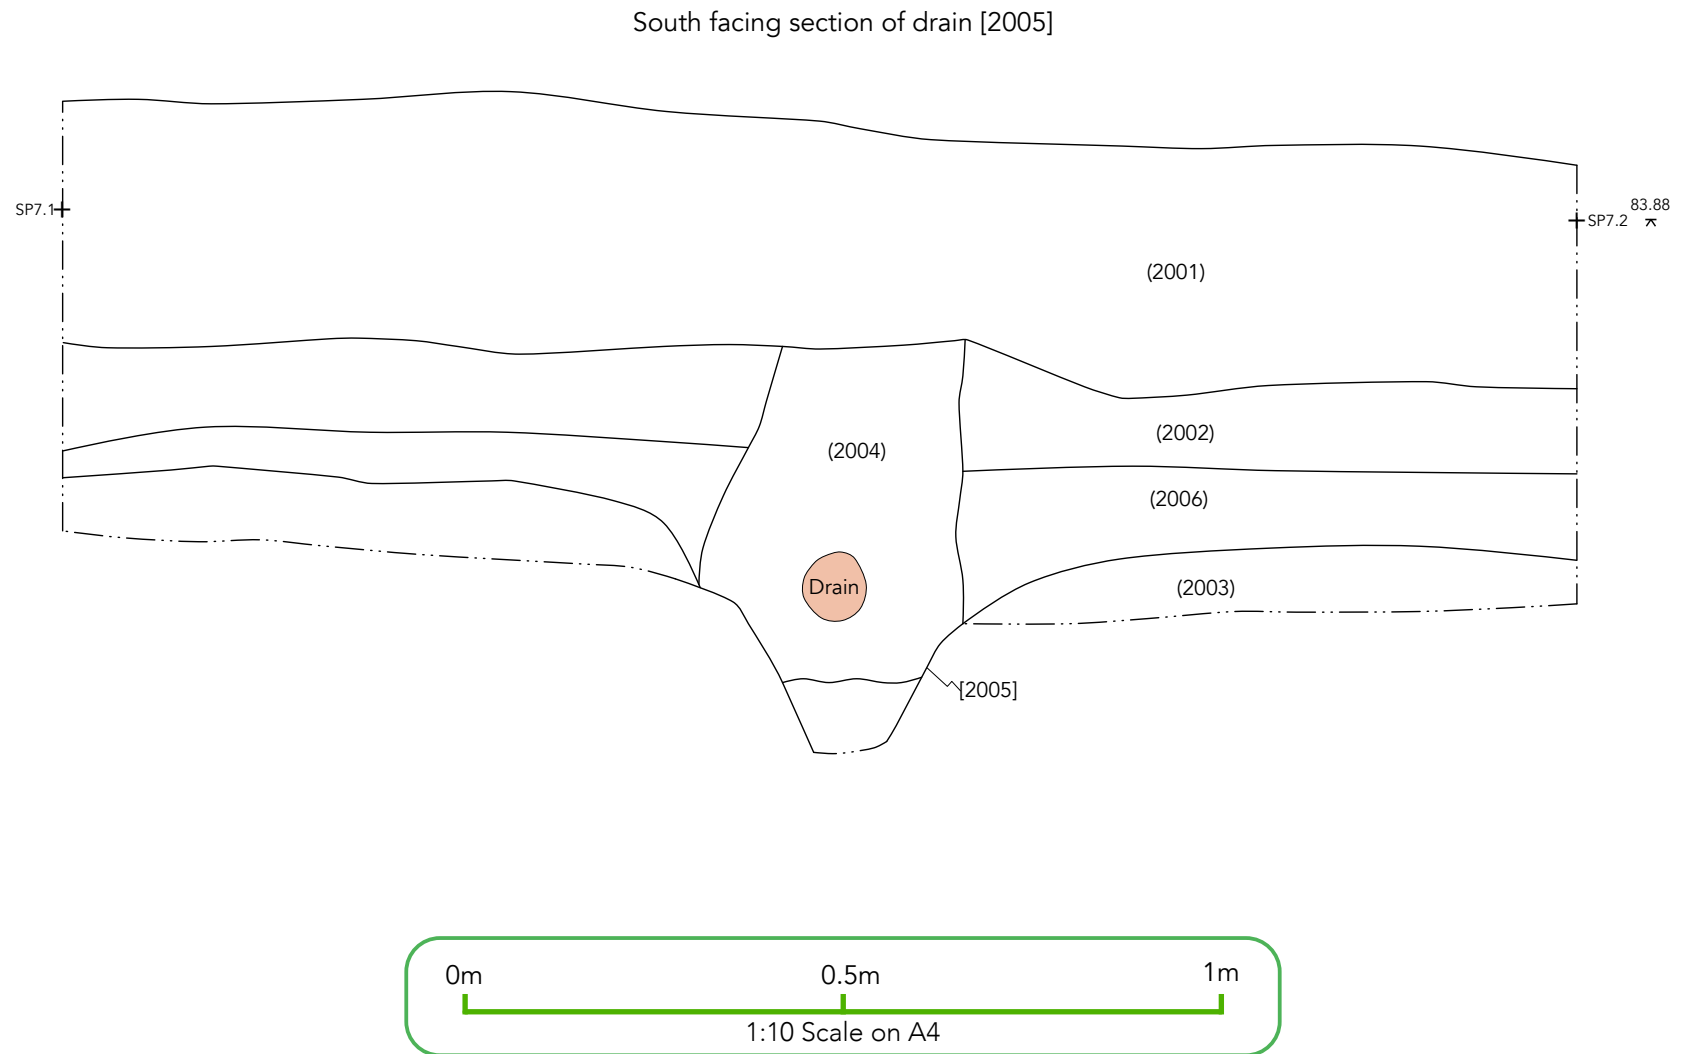 South facing section of drain [2005]
83.88
SP7.1
SP7.2
(2001)
(2002)
(2004)
(2006)
Drain
(2003)
[2005]
0m 0.5m 1m
1:10 Scale on A4